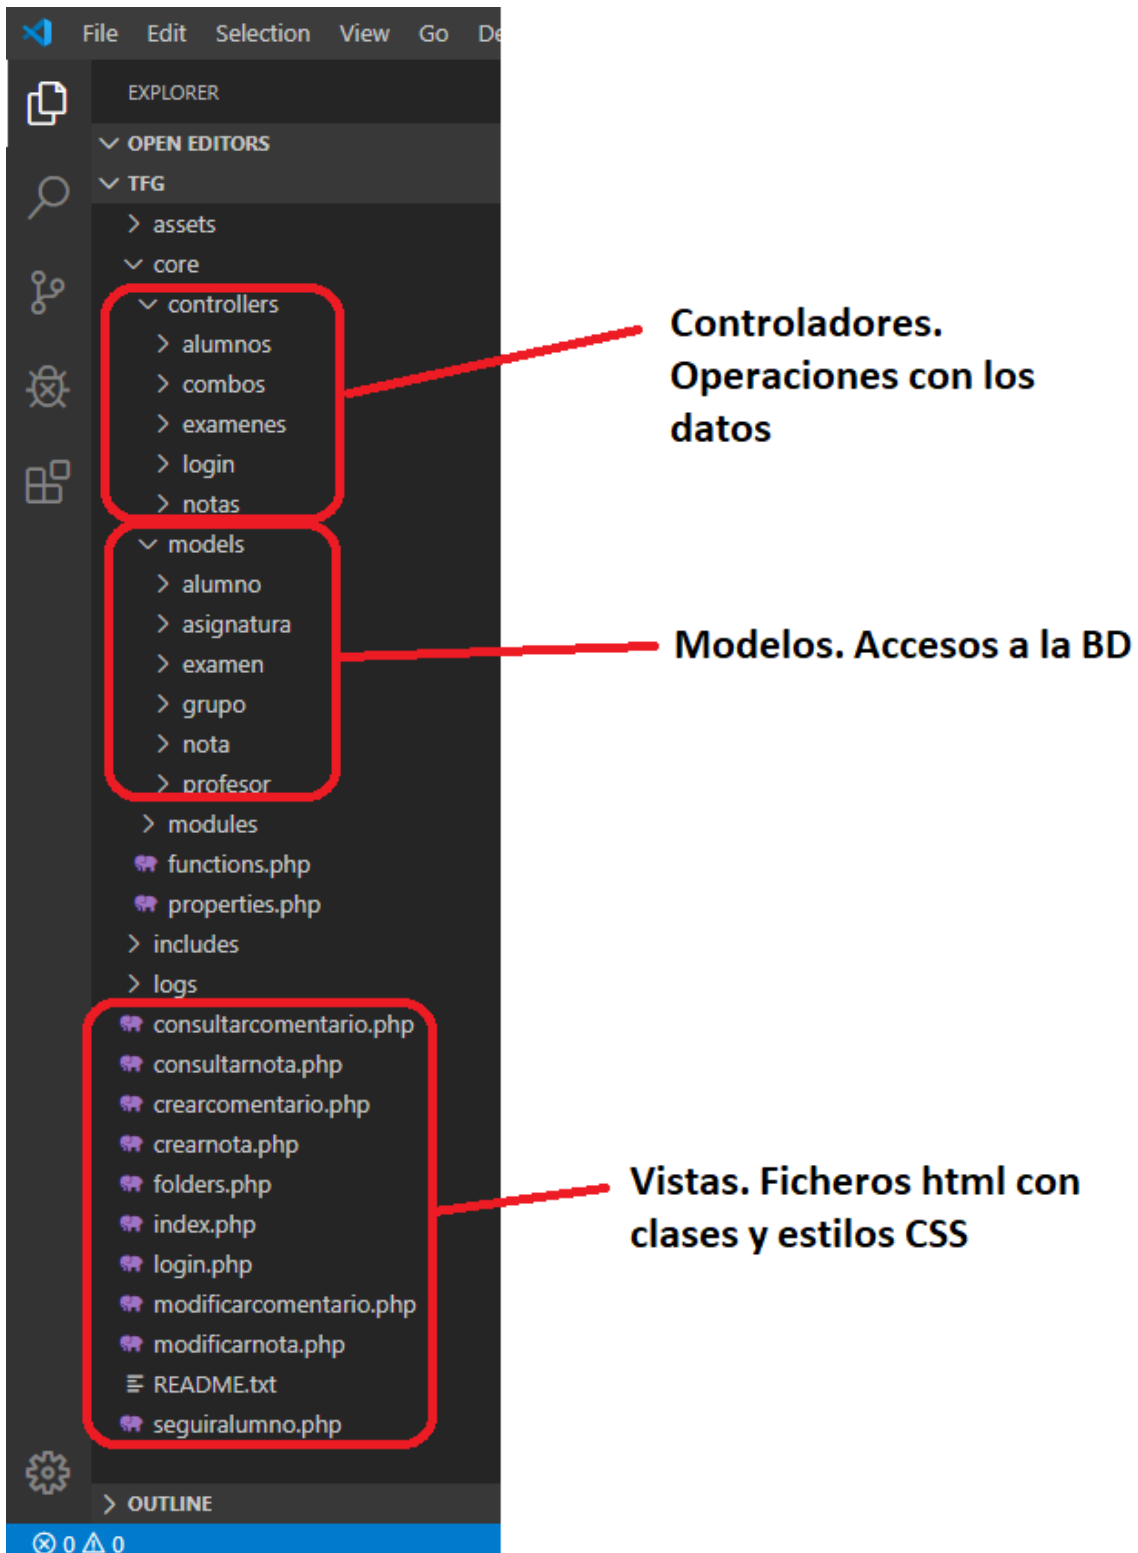 File Edit Selection View Go De
EXPLORER
OPEN EDITORS
TFG
assets
core
controllers
alumnos
combos
examenes
login
notas
models
alumno
asignatura
examen
grupo
nota
profesor
modules
functions.php
properties.php
includes
logs
consultarcomentario.php
consultarnota.php
crearcomentario.php
crearnota.php
folders.php
index.php
login.php
modificarcomentario.php
modificarnota.php
README.txt
seguiralumno.php
OUTLINE
0 0
Controladores.
Operaciones con los
datos
Modelos. Accesos a la BD
Vistas. Ficheros html con
clases y estilos CSS